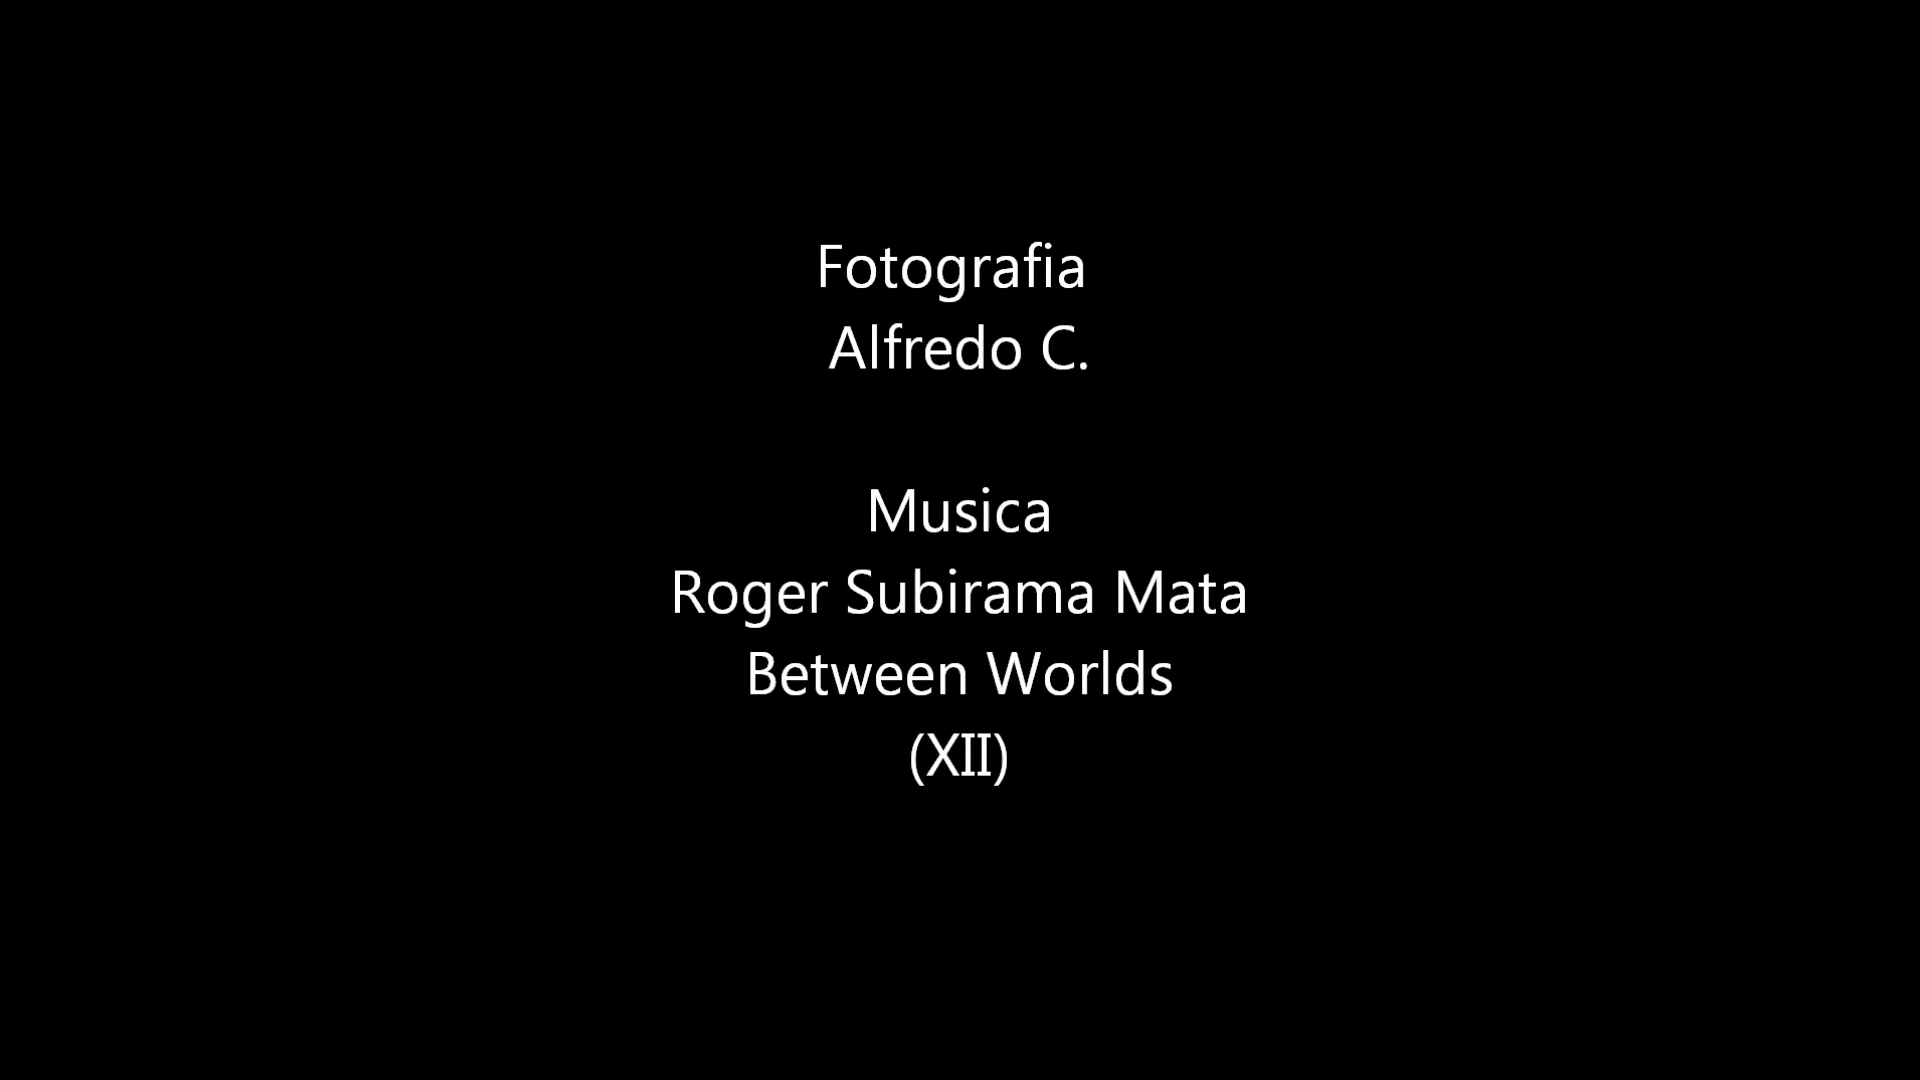 Fotografia
Alfredo C.
Musica
Roger Subirama Mata
Between Worlds
(XII)